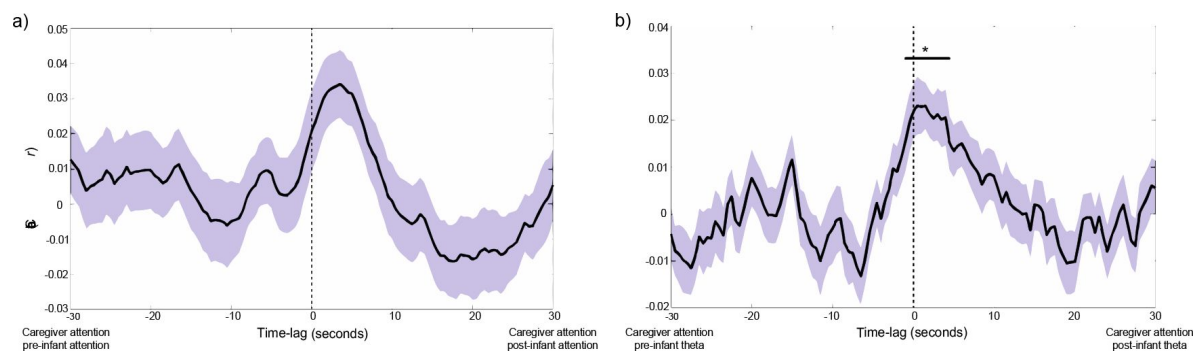 a)
0.05
0.04
0.03
0.02
0.01
0
-0.01
-0.02
-0.03
r)
-30 -20 -10 0 10 20 30
Caregiver attention
pre-infant attention
Time-lag (seconds)
Caregiver attention
post-infant attention
b)
0.04
0.03
0.02
0.01
0
-0.01
-0.02
*
-30 -20 -10 0 10 20 30
Caregiver attention
pre-infant theta
Time-lag (seconds)
Caregiver attention
post-infant theta